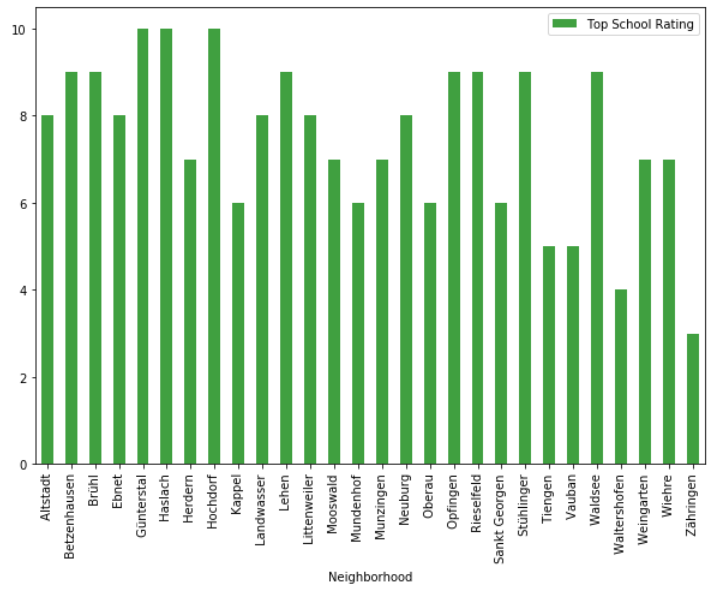 Top School Rating
10
8
6
4
2
0
Altstadt
Betzenhausen
Brühl
Ebnet
Günterstal
Haslach
Herdern
Hochdorf
Kappel
Landwasser
Lehen
Littenweiler
Mooswald
Mundenhof
Munzingen
Neuburg
Oberau
Opfingen
Rieselfeld
Sankt Georgen
Stühlinger
Tiengen
Vauban
Waldsee
Waltershofen
Weingarten
Wiehre
Zähringen
Neighborhood